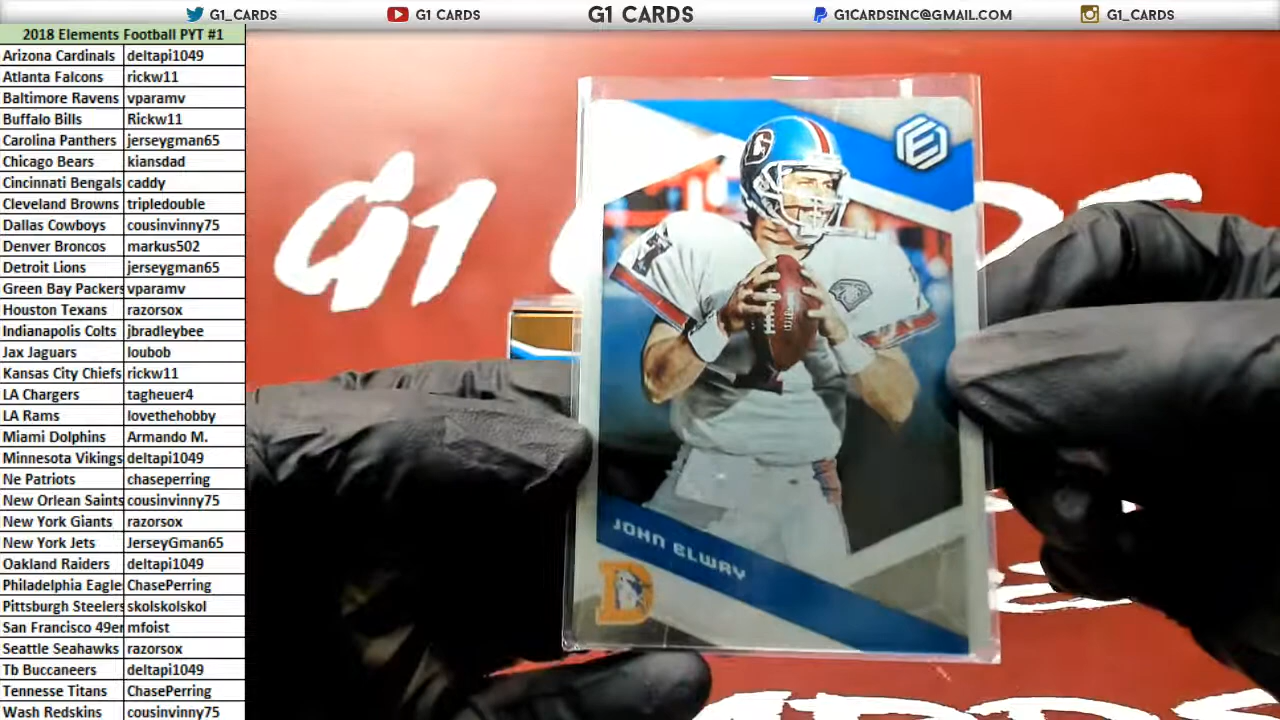 G1_CARDS
G1 CARDS
G1 CARDS
G1CARDSINC@GMAIL.COM
G1_CARDS
2018 Elements Football PYT #1
Arizona Cardinals deltapi1049
Atlanta Falcons rickw11
Baltimore Ravens vparamv
Buffalo Bills Rickw11
Carolina Panthers jerseygman65
Chicago Bears kiansdad
Cincinnati Bengals caddy
Cleveland Browns tripledouble
Dallas Cowboys cousinvinny75
Denver Broncos markus502
Detroit Lions jerseygman65
Green Bay Packers vparamv
Houston Texans razorsox
Indianapolis Colts jbradleybee
Jax Jaguars loubob
Kansas City Chiefs rickw11
LA Chargers tagheuer4
LA Rams lovethehobby
Miami Dolphins Armando M.
Minnesota Vikings deltapi1049
Ne Patriots chaseperring
New Orlean Saints cousinvinny75
New York Giants razorsox
New York Jets JerseyGman65
Oakland Raiders deltapi1049
Philadelphia Eagle ChasePerring
Pittsburgh Steelers skolskolskol
San Francisco 49er mfoist
Seattle Seahawks razorsox
Tb Buccaneers deltapi1049
Tennesse Titans ChasePerring
Wash Redskins cousinvinny75
G1
JOHN ELWAY
D